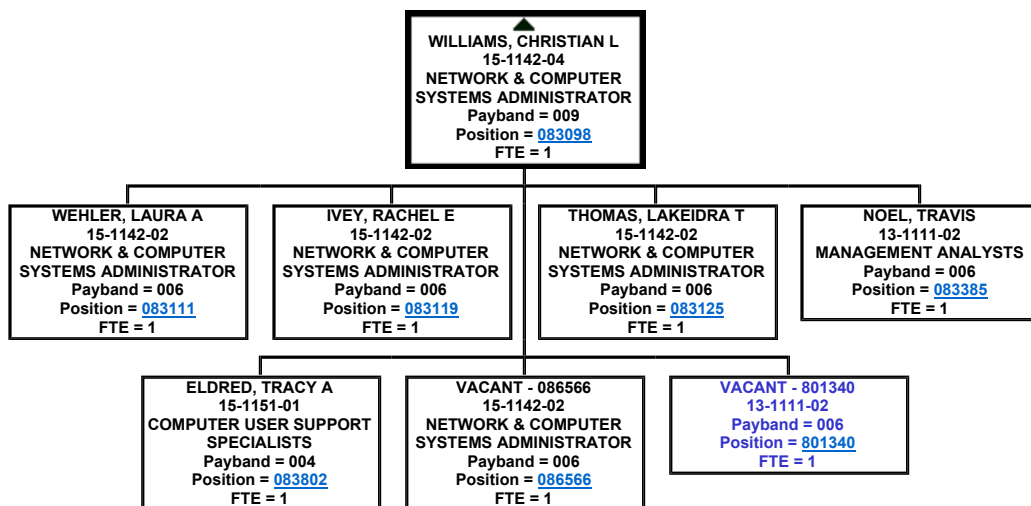 WILLIAMS, CHRISTIAN L
15-1142-04
NETWORK & COMPUTER
SYSTEMS ADMINISTRATOR
Payband = 009
Position = 083098
FTE = 1
WEHLER, LAURA A
15-1142-02
NETWORK & COMPUTER
SYSTEMS ADMINISTRATOR
Payband = 006
Position = 083111
FTE = 1
IVEY, RACHEL E
15-1142-02
NETWORK & COMPUTER
SYSTEMS ADMINISTRATOR
Payband = 006
Position = 083119
FTE = 1
THOMAS, LAKEIDRA T
15-1142-02
NETWORK & COMPUTER
SYSTEMS ADMINISTRATOR
Payband = 006
Position = 083125
FTE = 1
NOEL, TRAVIS
13-1111-02
MANAGEMENT ANALYSTS
Payband = 006
Position = 083385
FTE = 1
ELDRED, TRACY A
15-1151-01
COMPUTER USER SUPPORT
SPECIALISTS
Payband = 004
Position = 083802
FTE = 1
VACANT - 086566
15-1142-02
NETWORK & COMPUTER
SYSTEMS ADMINISTRATOR
Payband = 006
Position = 086566
FTE = 1
VACANT - 801340
13-1111-02
Payband = 006
Position = 801340
FTE = 1